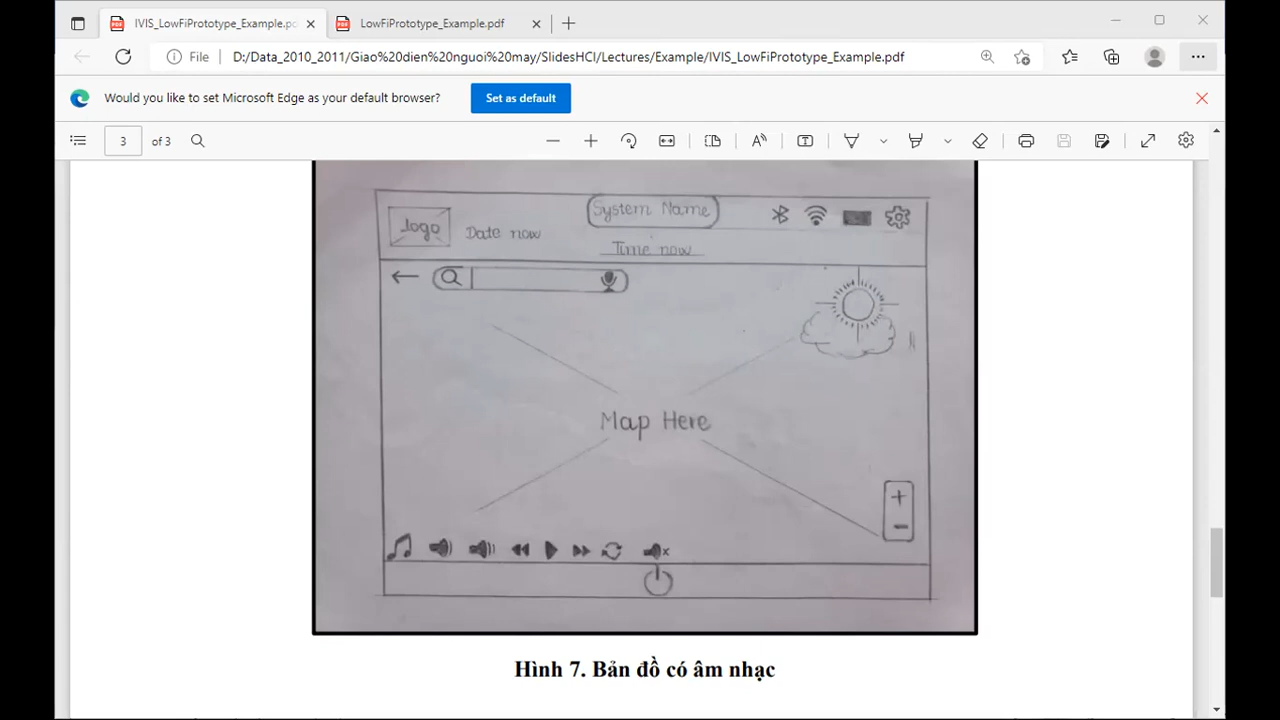 IVIS_LowFiPrototype_Example.pd
LowFiPrototype_Example.pdf
File
D:/Data_2010_2011/Giao%20dien%20nguoi%20may/SlidesHCI/Lectures/Example/IVIS_LowFiPrototype_Example.pdf
Would you like to set Microsoft Edge as your default browser?
Set as default
3 of 3
logo
Date now
System Name
Time now
Map Here
Hình 7. Bản đồ có âm nhạc